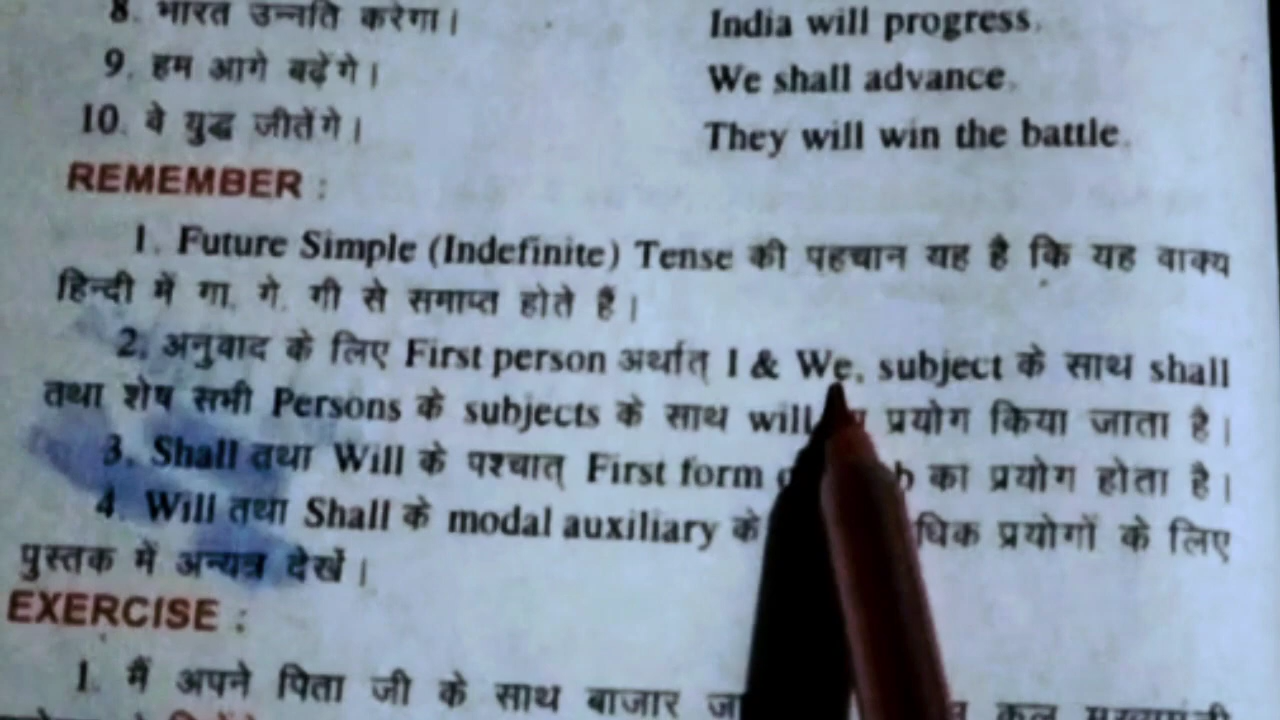 8. भारत उन्नति करेगा। India will progress.
9. हम आगे बढ़ेंगे। We shall advance.
10. वे युद्ध जीतेंगे। They will win the battle.
REMEMBER :
1. Future Simple (Indefinite) Tense की पहचान यह है कि यह वाक्य
हिन्दी में गा, गे, गी से समाप्त होते हैं।
2. अनुवाद के लिए First person अर्थात् I & We, subject के साथ shall
तथा शेष सभी Persons के subjects के साथ will प्रयोग किया जाता है।
3. Shall तथा Will के पश्चात् First form का प्रयोग होता है।
4. Will तथा Shall के modal auxiliary के धिक प्रयोगों के लिए
पुस्तक में अन्यत्र देखें।
EXERCISE :
1. मैं अपने पिता जी के साथ बाजार कल